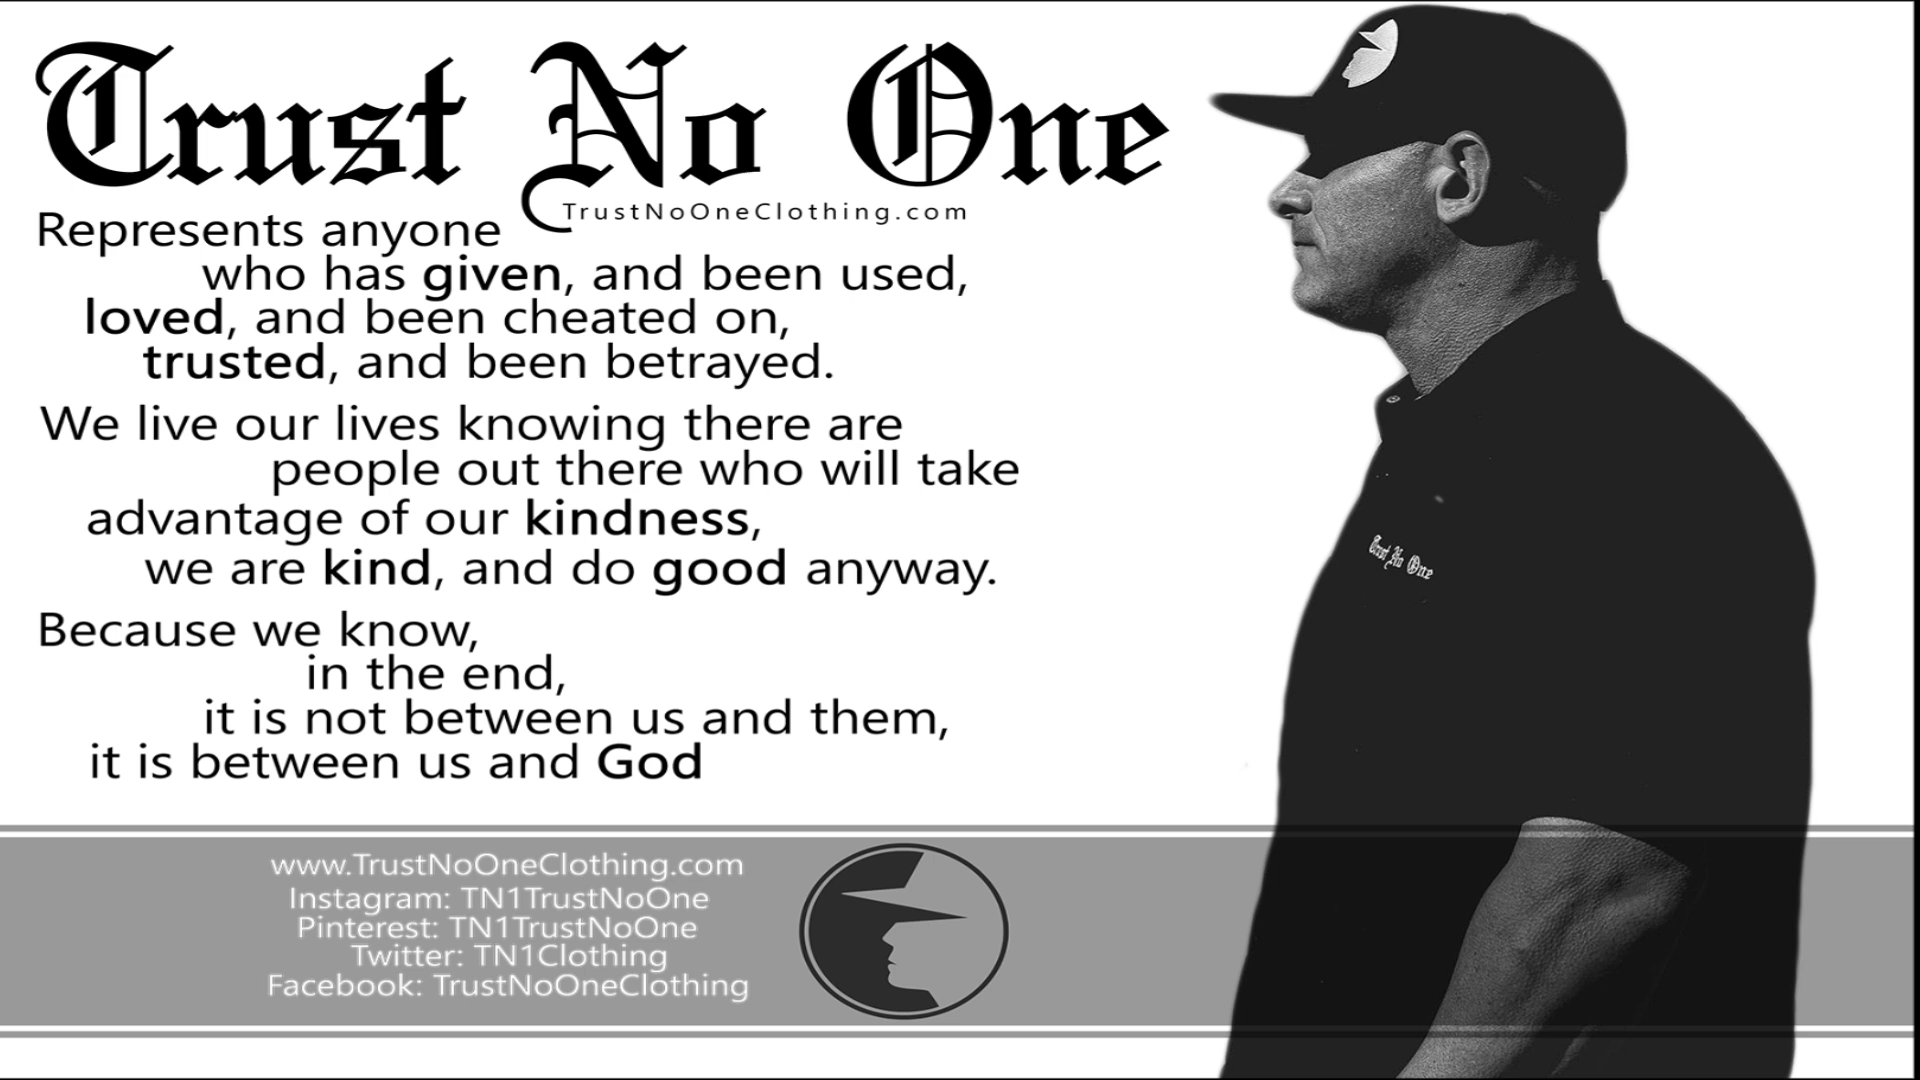 Trust No One
TrustNoOneClothing.com
Represents anyone
who has given, and been used,
loved, and been cheated on,
trusted, and been betrayed.
We live our lives knowing there are
people out there who will take
advantage of our kindness,
we are kind, and do good anyway.
Because we know,
in the end,
it is not between us and them,
it is between us and God
Trust No One
www.TrustNoOneClothing.com
Instagram: TN1TrustNoOne
Pinterest: TN1TrustNoOne
Twitter: TN1Clothing
Facebook: TrustNoOneClothing